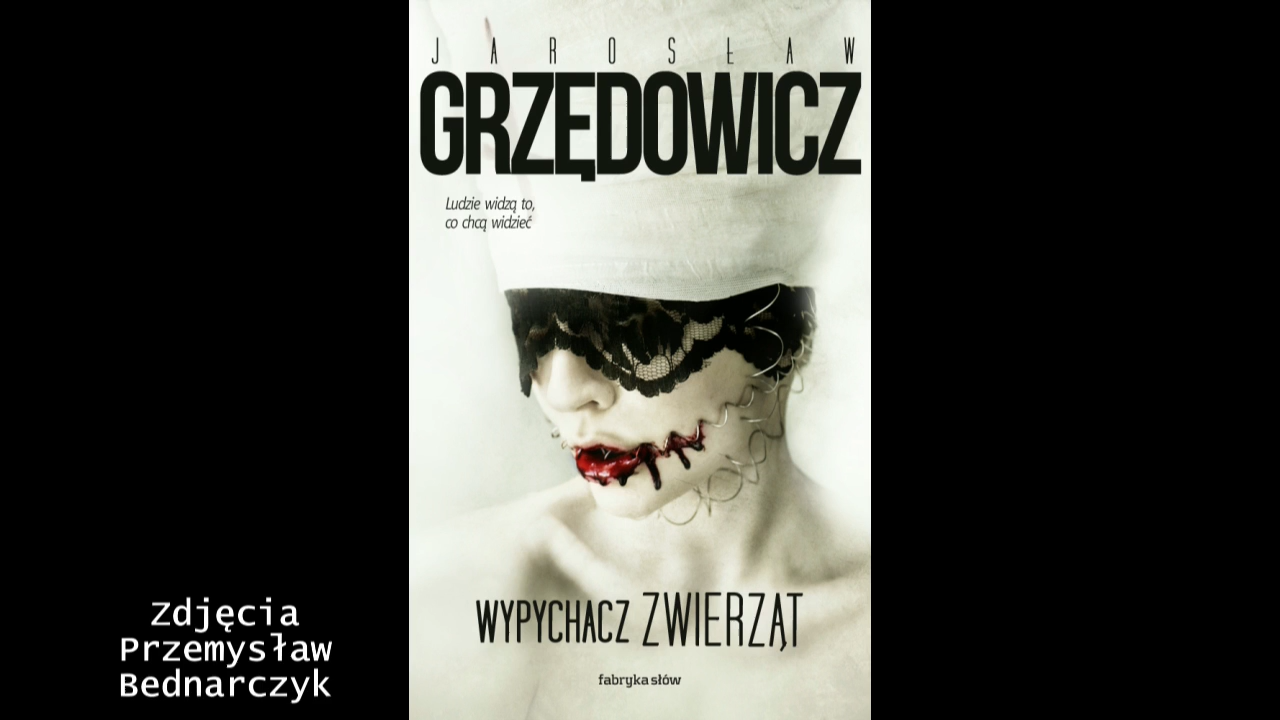 JAROSŁAW
GRZĘDOWICZ
Ludzie widzą to,
co chcą widzieć
WYPYCHACZ ZWIERZĄT
fabryka słów
Zdjęcia
Przemysław
Bednarczyk